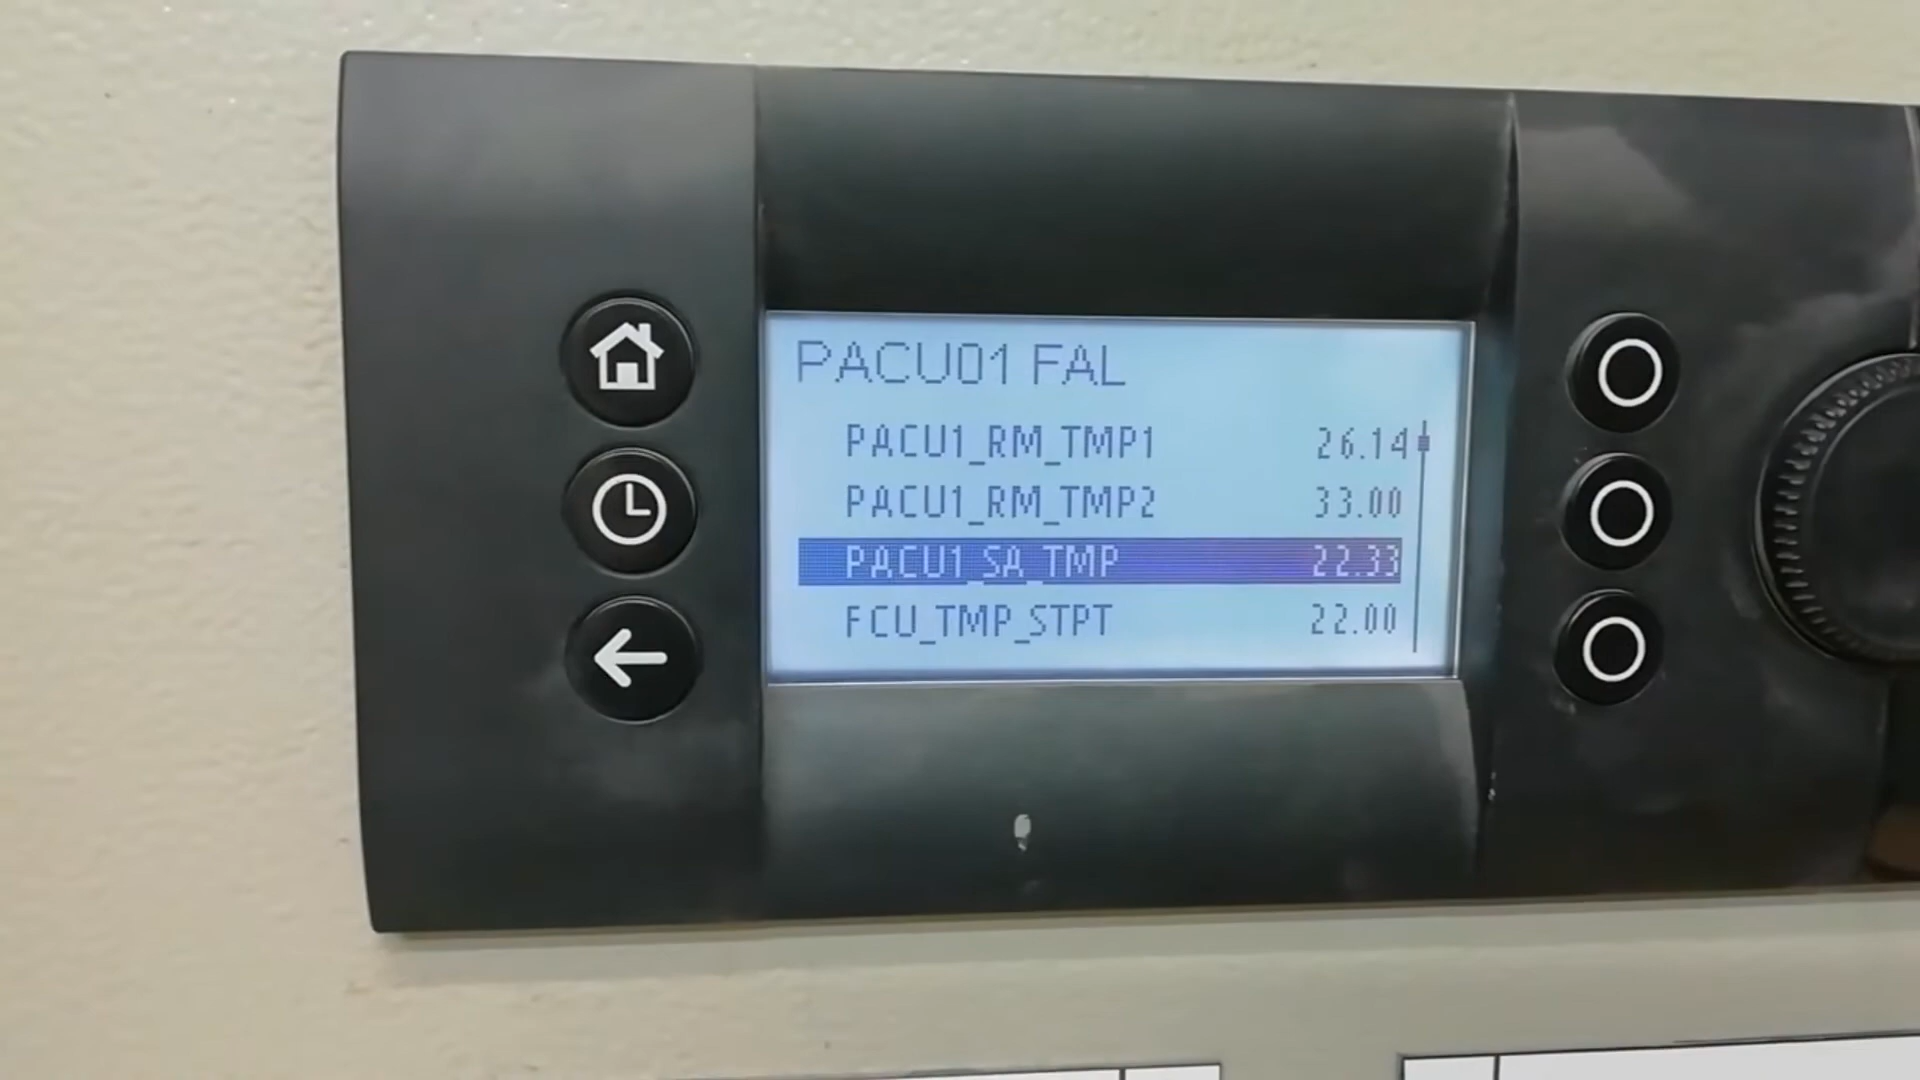 PACU01 FAL
PACU1_RM_TMP1 26.14
PACU1_RM_TMP2 33.00
PACU1_SA_TMP 22.33
FCU_TMP_STPT 22.00